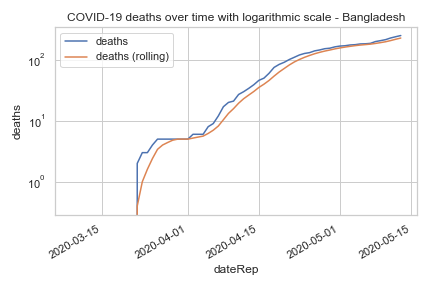 COVID-19 deaths over time with logarithmic scale - Bangladesh
deaths
deaths (rolling)
10²
10¹
10⁰
deaths
2020-03-15
2020-04-01
2020-04-15
2020-05-01
2020-05-15
dateRep